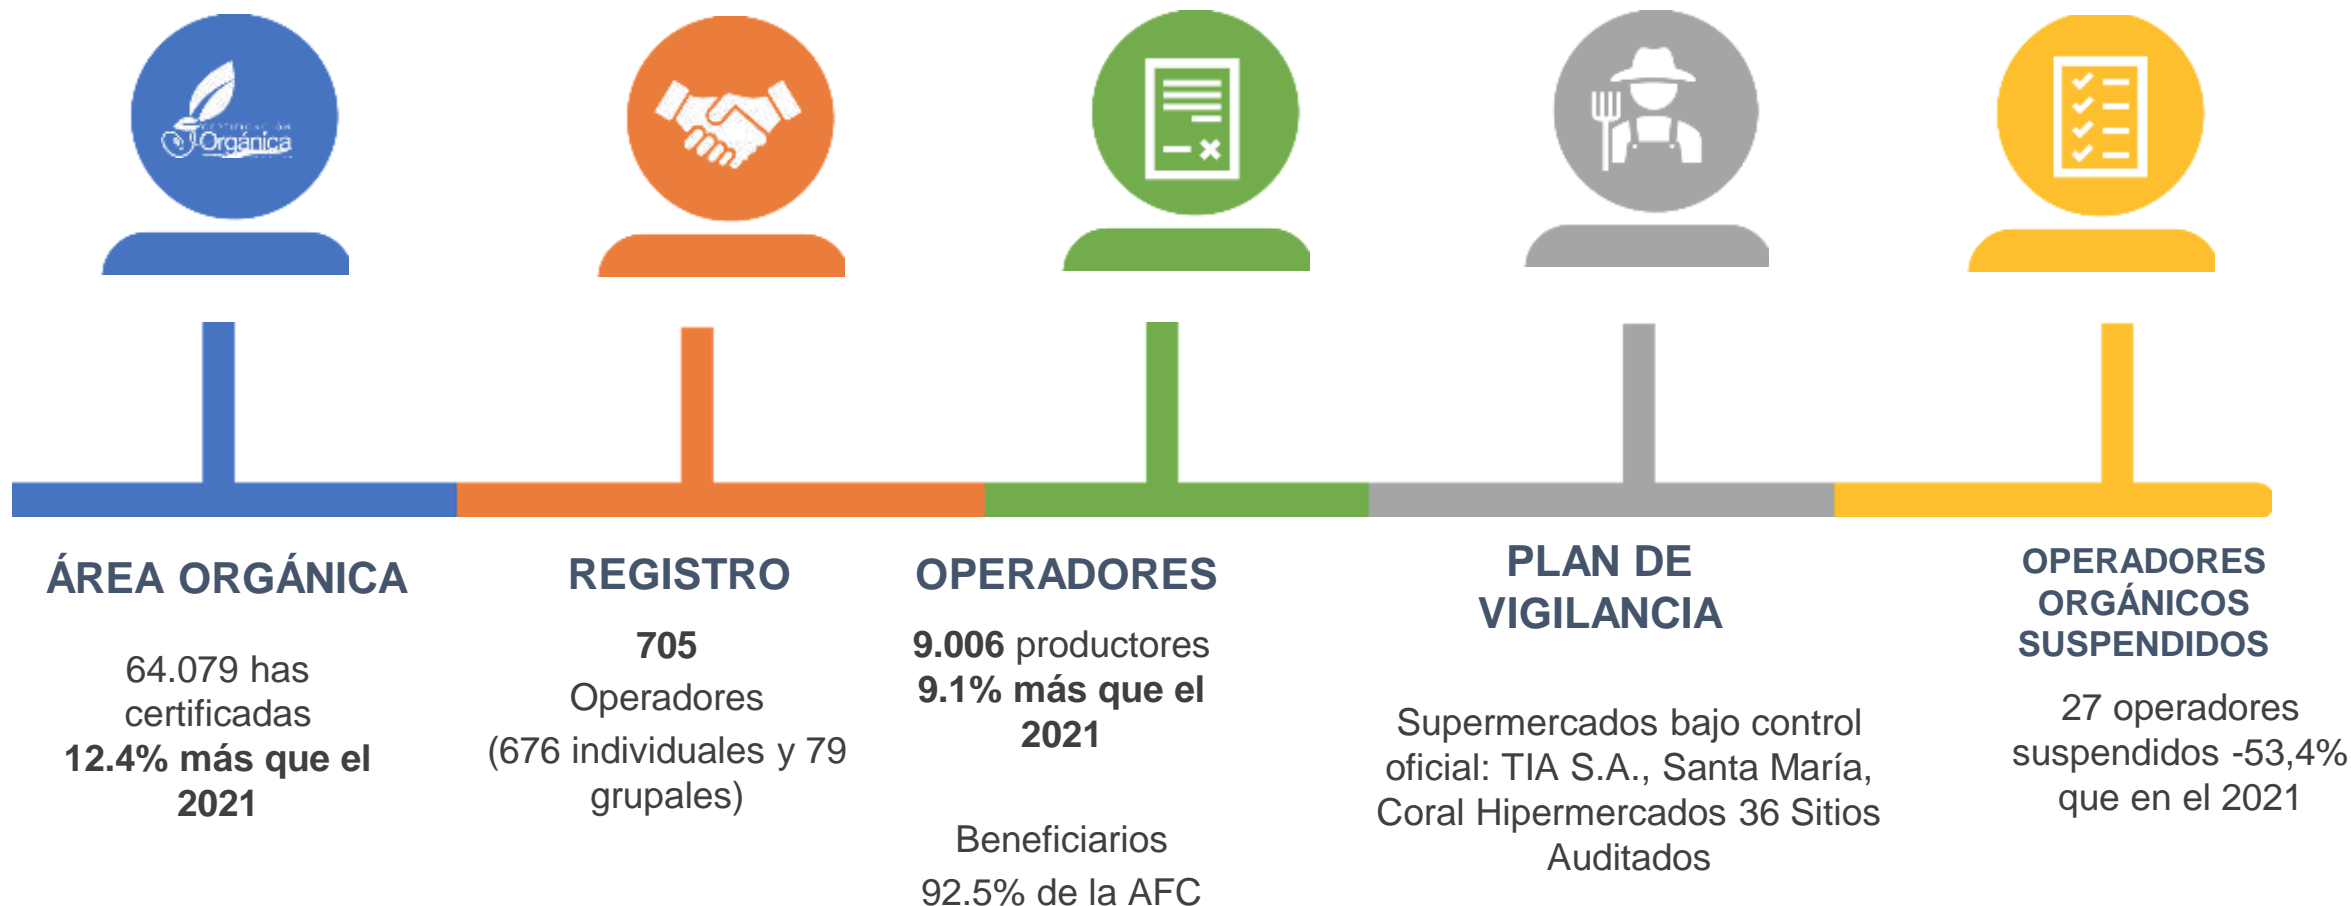 CERTIFICACIÓN
Orgánica
ÁREA ORGÁNICA
64.079 has
certificadas
12.4% más que el
2021
REGISTRO
705
Operadores
(676 individuales y 79
grupales)
OPERADORES
9.006 productores
9.1% más que el
2021
Beneficiarios
92.5% de la AFC
PLAN DE
VIGILANCIA
Supermercados bajo control
oficial: TIA S.A., Santa María,
Coral Hipermercados 36 Sitios
Auditados
OPERADORES
ORGÁNICOS
SUSPENDIDOS
27 operadores
suspendidos -53,4%
que en el 2021